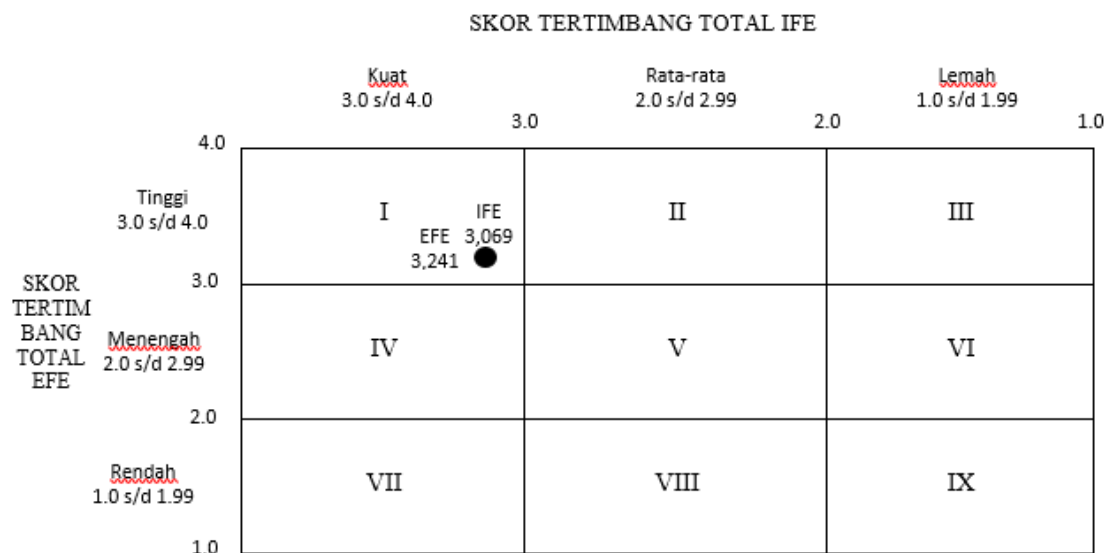 SKOR TERTIMBANG TOTAL IFE
Kuat
3.0 s/d 4.0
Rata-rata
2.0 s/d 2.99
Lemah
1.0 s/d 1.99
3.0
2.0
1.0
4.0
Tinggi
3.0 s/d 4.0
I
IFE
EFE 3,069
3,241
II
III
3.0
SKOR
TERTIM
BANG
TOTAL
EFE
Menengah
2.0 s/d 2.99
IV
V
VI
2.0
Rendah
1.0 s/d 1.99
VII
VIII
IX
1.0